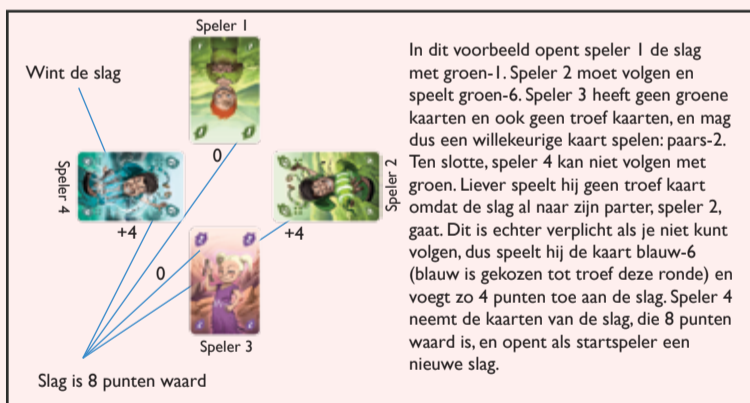 Speler 1
Wint de slag
0
Speler 4
Speler 2
+4
+4
0
Speler 3
Slag is 8 punten waard
In dit voorbeeld opent speler 1 de slag
met groen-1. Speler 2 moet volgen en
speelt groen-6. Speler 3 heeft geen groene
kaarten en ook geen troef kaarten, en mag
dus een willekeurige kaart spelen: paars-2.
Ten slotte, speler 4 kan niet volgen met
groen. Liever speelt hij geen troef kaart
omdat de slag al naar zijn parter, speler 2,
gaat. Dit is echter verplicht als je niet kunt
volgen, dus speelt hij de kaart blauw-6
(blauw is gekozen tot troef deze ronde) en
voegt zo 4 punten toe aan de slag. Speler 4
neemt de kaarten van de slag, die 8 punten
waard is, en opent als startspeler een
nieuwe slag.